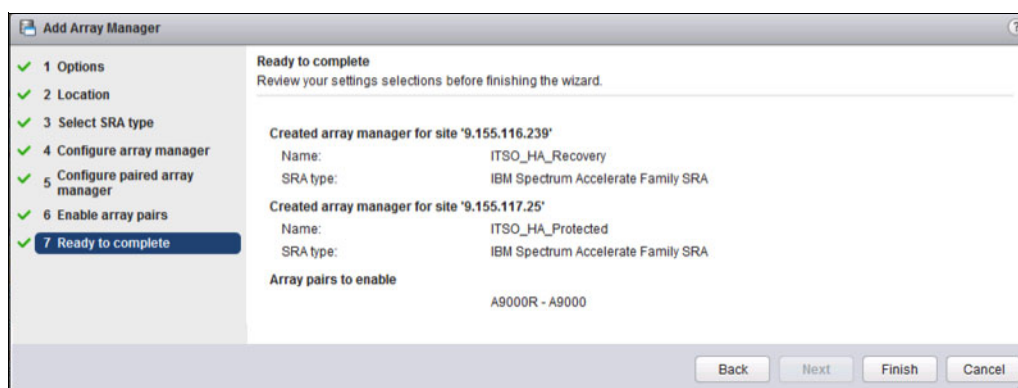 Add Array Manager
?
1 Options
2 Location
3 Select SRA type
4 Configure array manager
5 Configure paired array
manager
6 Enable array pairs
7 Ready to complete
Ready to complete
Review your settings selections before finishing the wizard.
Created array manager for site '9.155.116.239'
Name: ITSO_HA_Recovery
SRA type: IBM Spectrum Accelerate Family SRA
Created array manager for site '9.155.117.25'
Name: ITSO_HA_Protected
SRA type: IBM Spectrum Accelerate Family SRA
Array pairs to enable
A9000R - A9000
Back Next Finish Cancel